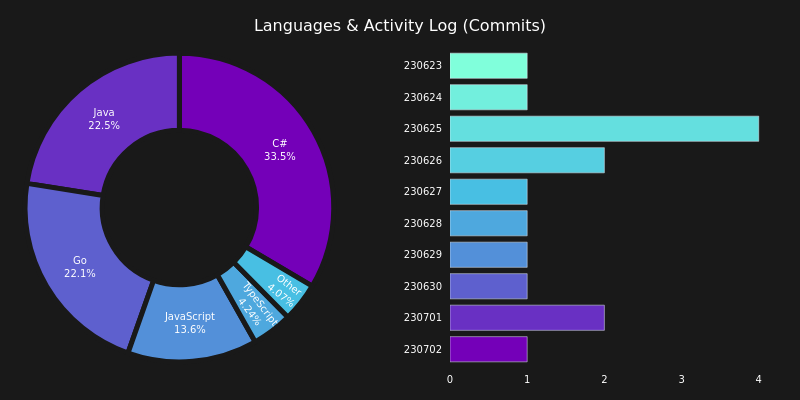 Languages & Activity Log (Commits)
C#
33.5%
Java
22.5%
Go
22.1%
JavaScript
13.6%
TypeScript
4.24%
Other
4.07%
230623
230624
230625
230626
230627
230628
230629
230630
230701
230702
0 1 2 3 4